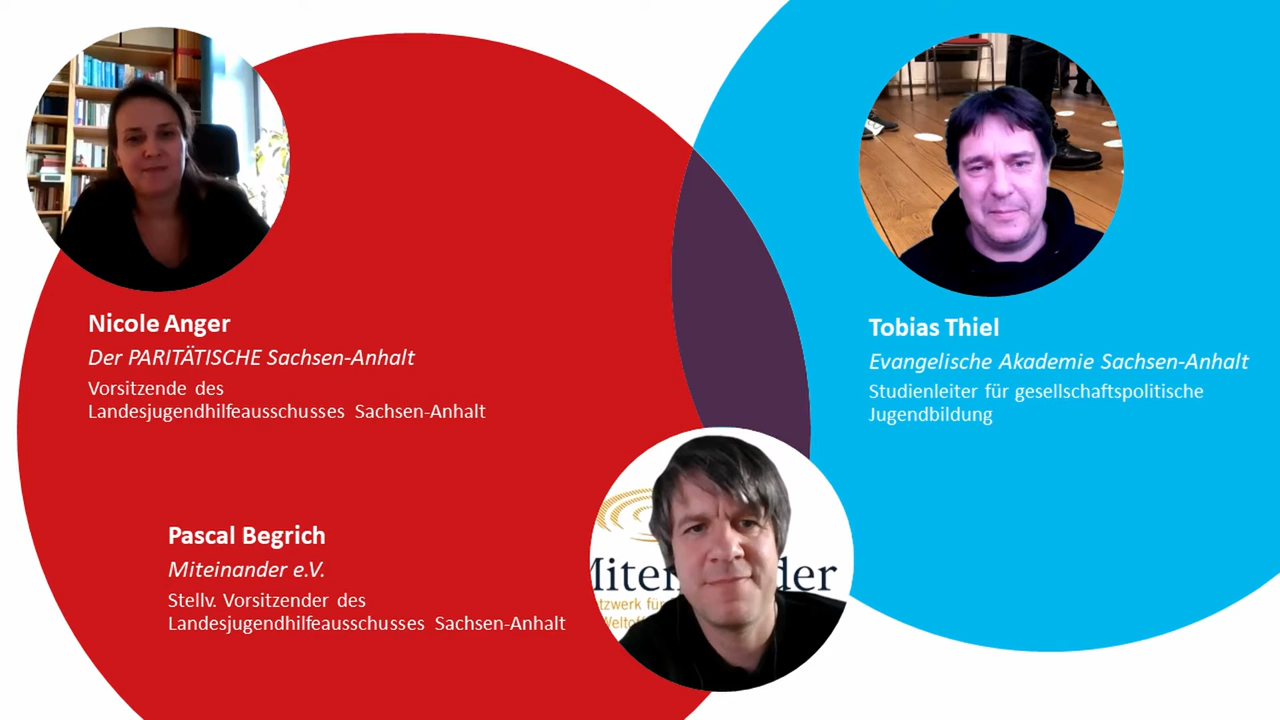 Nicole Anger
Der PARITÄTISCHE Sachsen-Anhalt
Vorsitzende des
Landesjugendhilfeausschusses Sachsen-Anhalt
Tobias Thiel
Evangelische Akademie Sachsen-Anhalt
Studienleiter für gesellschaftspolitische
Jugendbildung
Pascal Begrich
Miteinander e.V.
Stellv. Vorsitzender des
Landesjugendhilfeausschusses Sachsen-Anhalt